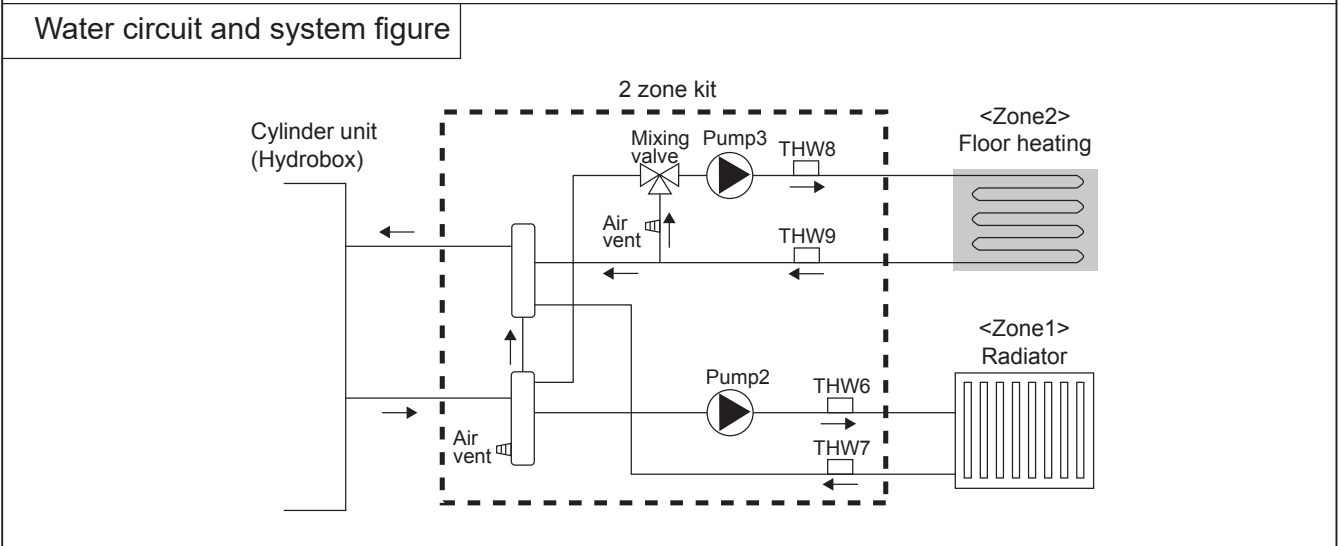 Water circuit and system figure
2 zone kit
Cylinder unit
(Hydrobox)
Mixing
valve
Pump3
THW8
<Zone2>
Floor heating
Air
vent
THW9
<Zone1>
Radiator
Pump2
THW6
Air
vent
THW7